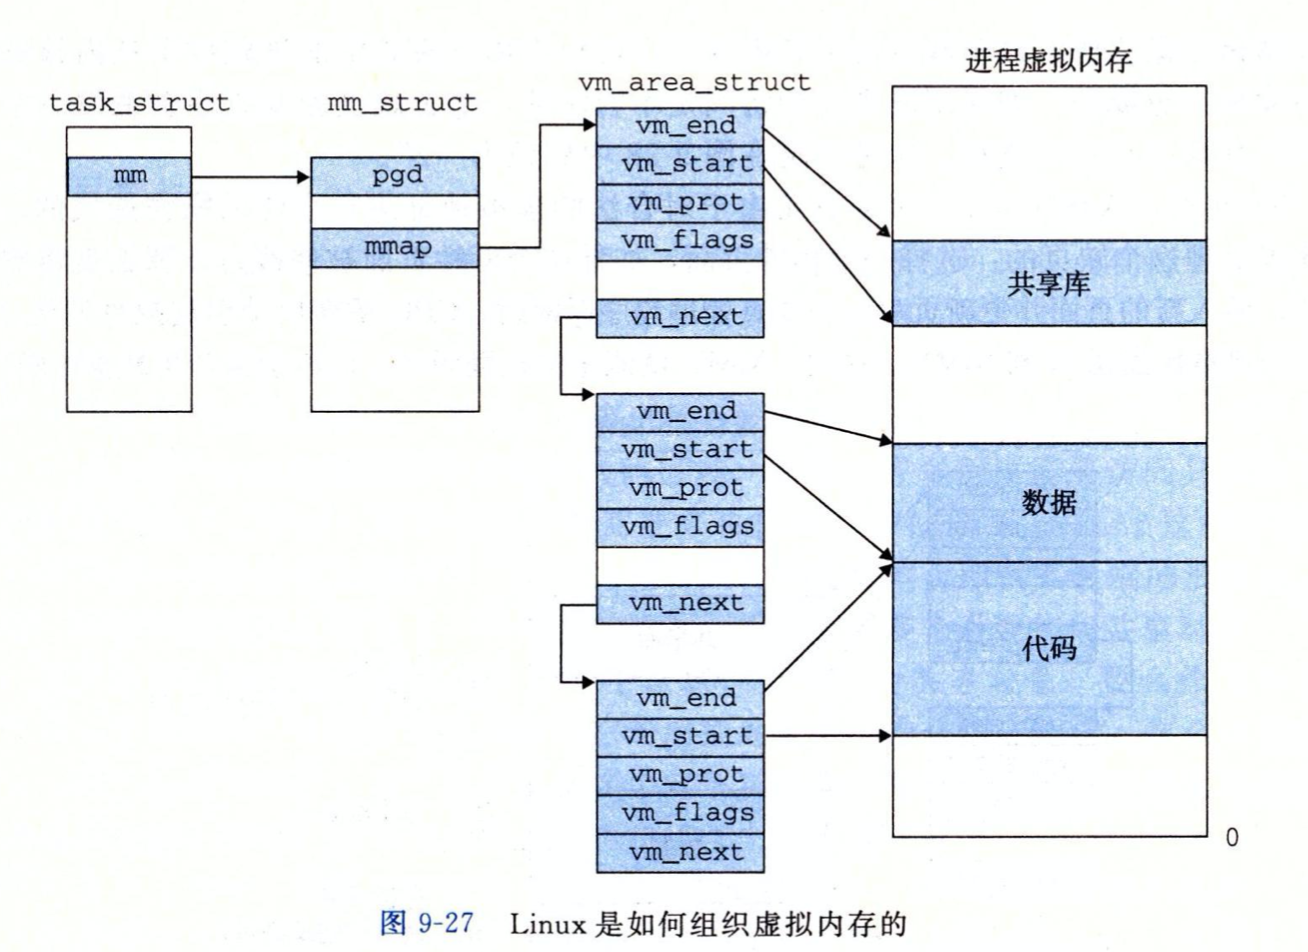 进程虚拟内存
vm_area_struct
task_struct
mm_struct
mm
pgd
mmap
vm_end
vm_start
vm_prot
vm_flags
vm_next
vm_end
vm_start
vm_prot
vm_flags
vm_next
vm_end
vm_start
vm_prot
vm_flags
vm_next
共享库
数据
代码
0
图 9-27 Linux 是如何组织虚拟内存的